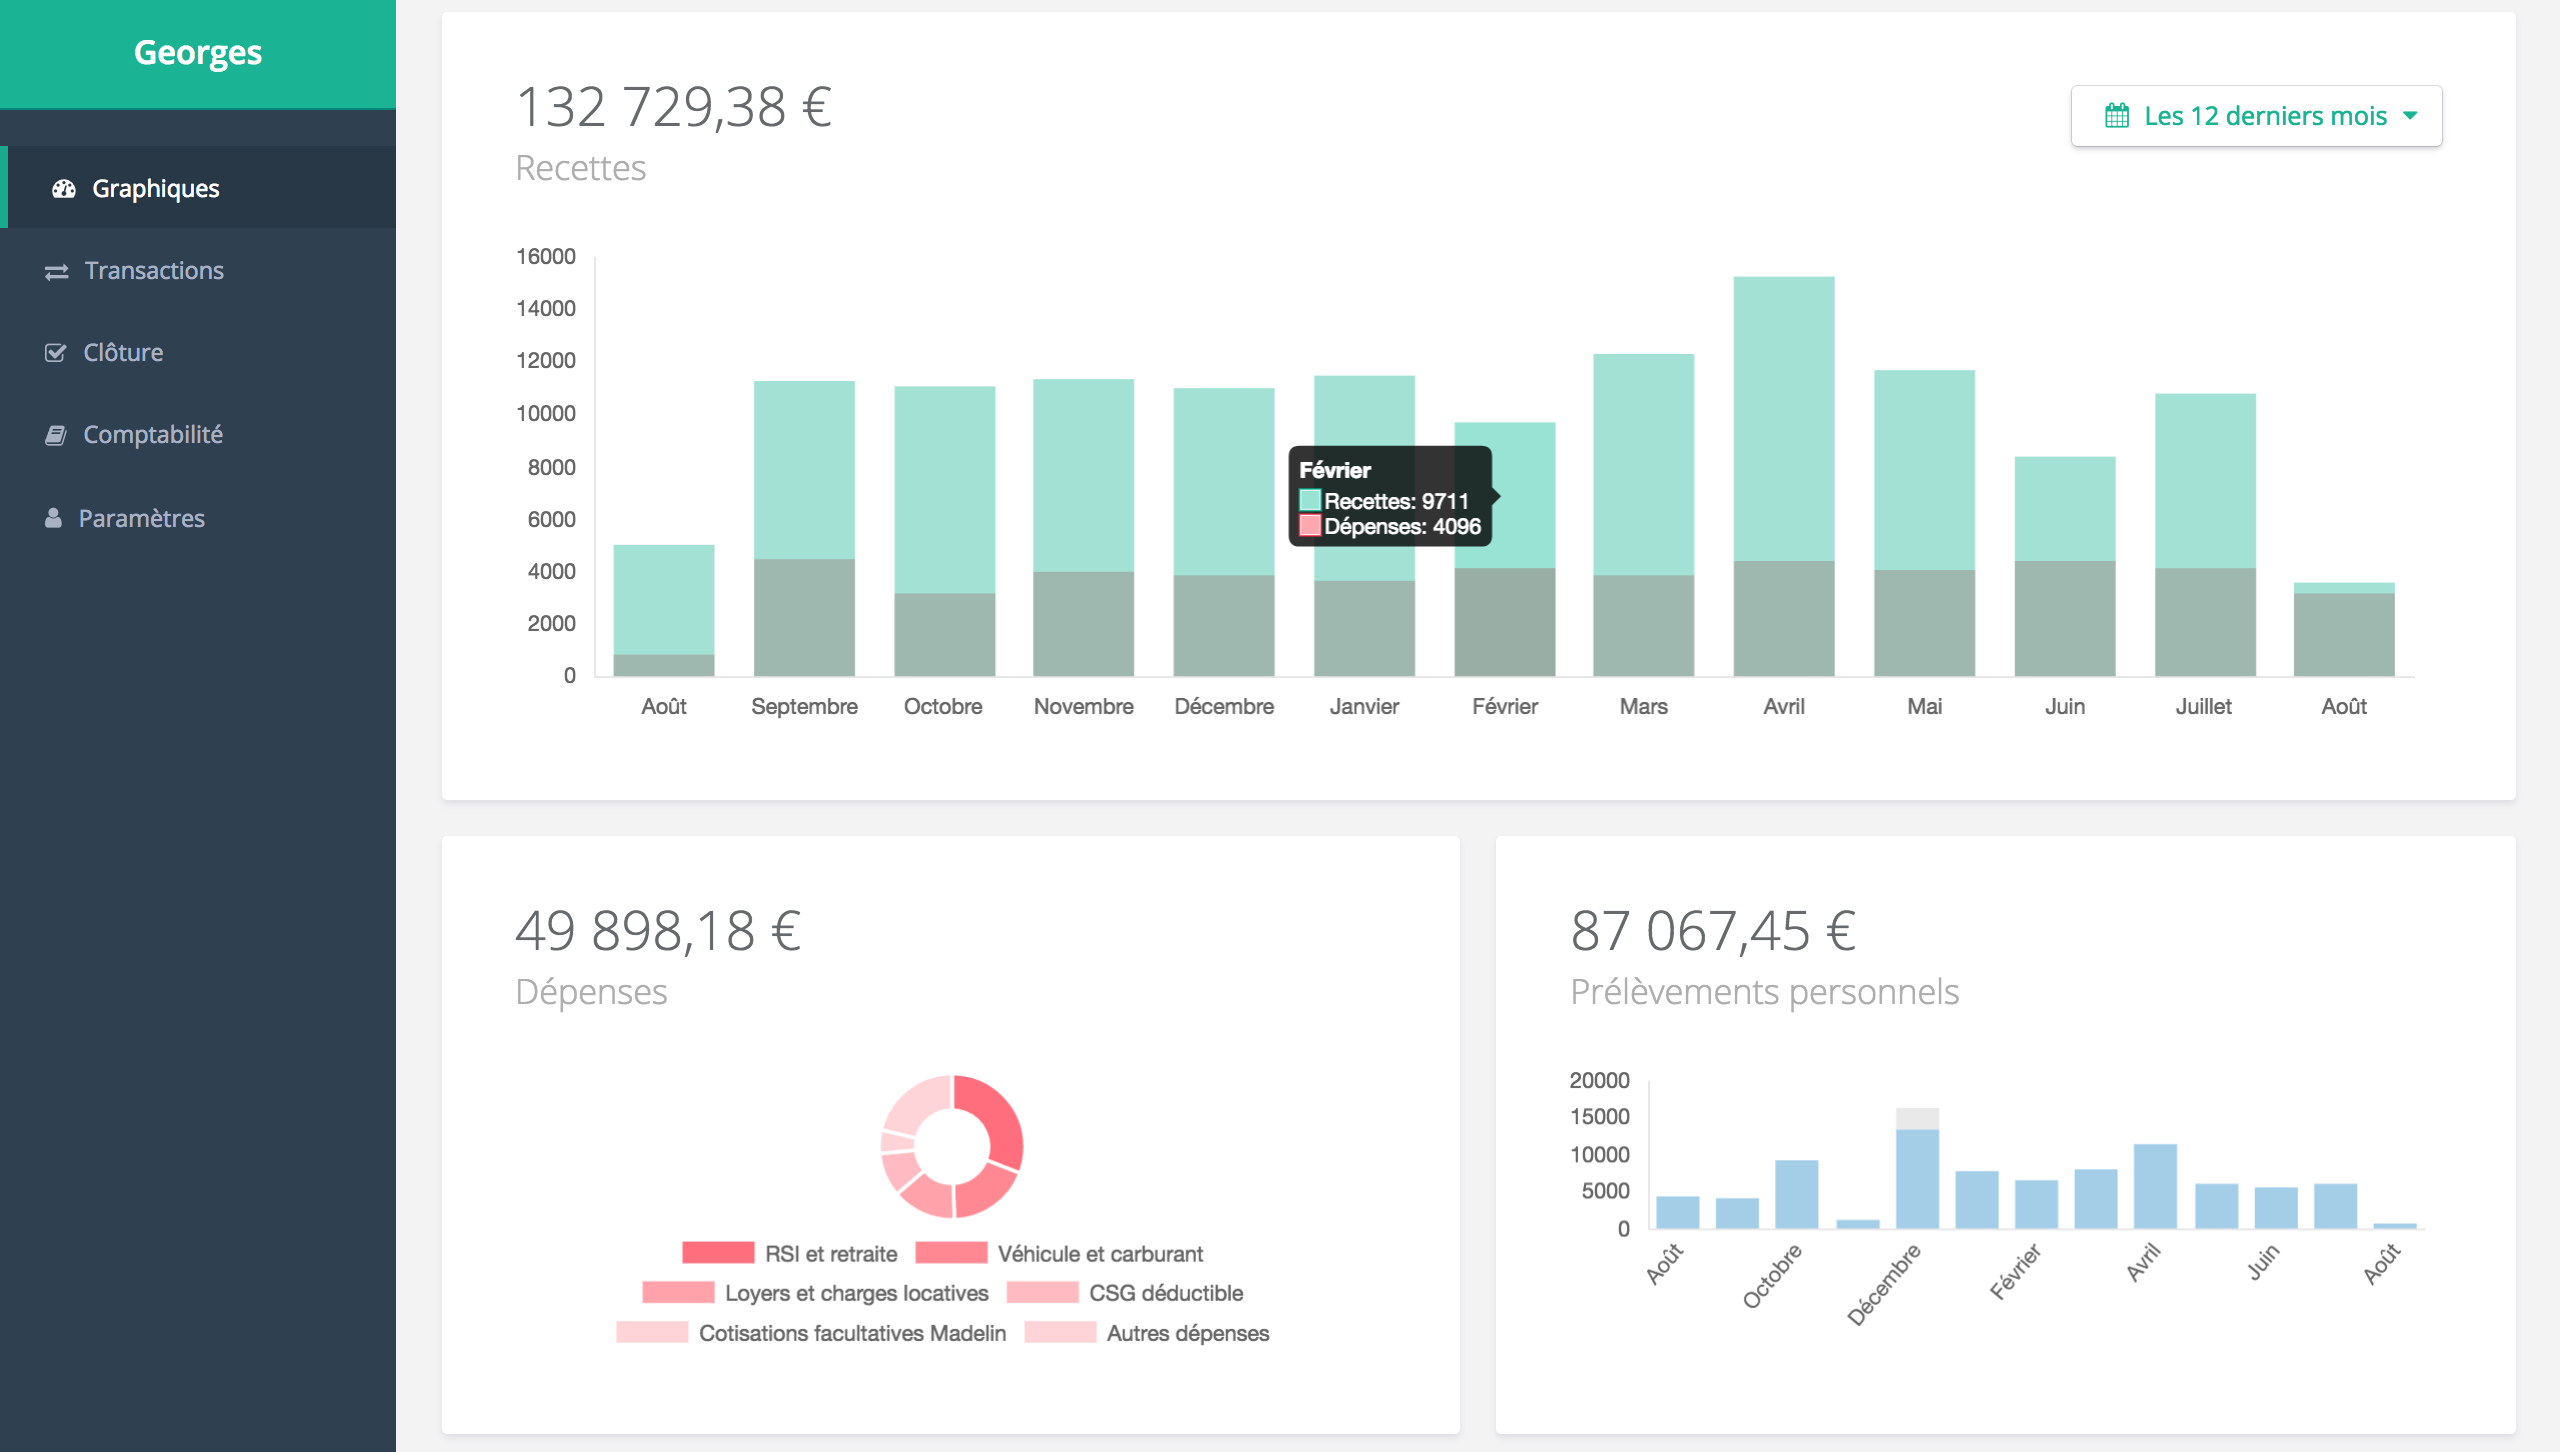 Georges
Graphiques
Transactions
Clôture
Comptabilité
Paramètres
132 729,38 €
Recettes
Les 12 derniers mois
16000
14000
12000
10000
8000
6000
4000
2000
0
Février
Recettes: 9711
Dépenses: 4096
Août Septembre Octobre Novembre Décembre Janvier Février Mars Avril Mai Juin Juillet Août
49 898,18 €
Dépenses
RSI et retraite Véhicule et carburant
Loyers et charges locatives CSG déductible
Cotisations facultatives Madelin Autres dépenses
87 067,45 €
Prélèvements personnels
20000
15000
10000
5000
0
Août Octobre Décembre Février Avril Juin Août